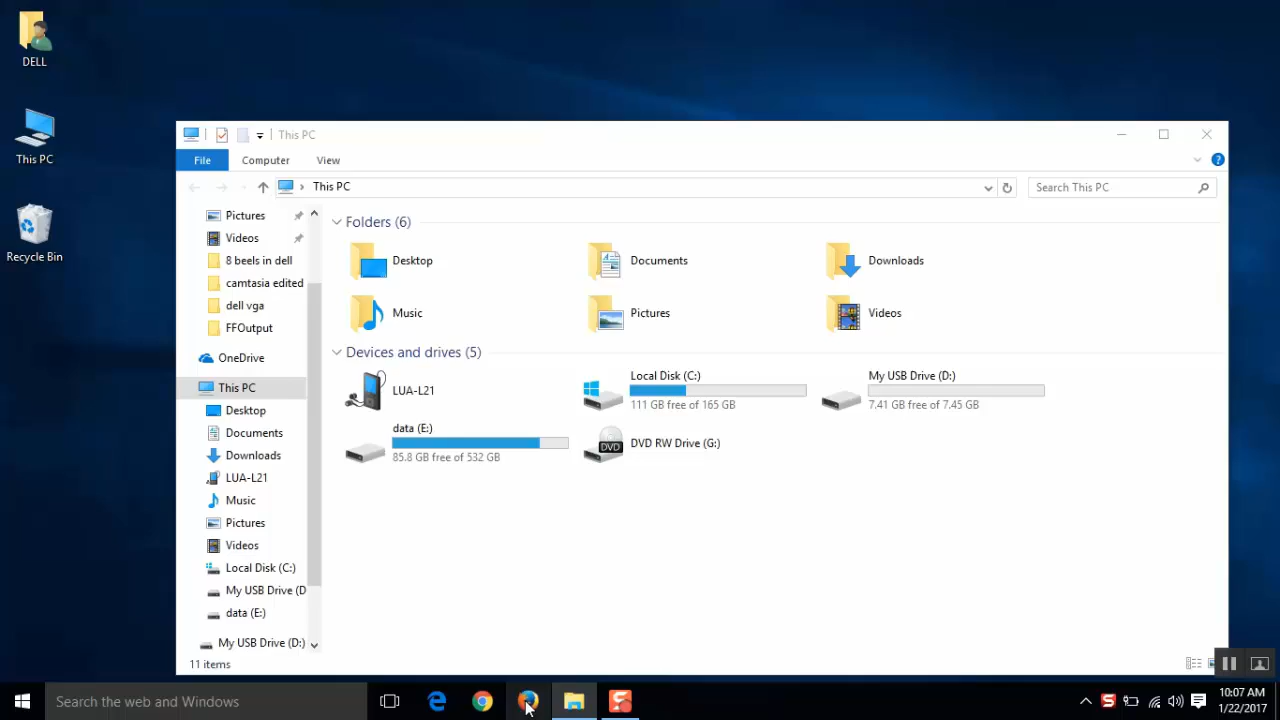 DELL
This PC
Recycle Bin
This PC
File Computer View
This PC
Search This PC
Pictures
Videos
8 beels in dell
camtasia edited
dell vga
FFOutput
OneDrive
This PC
Desktop
Documents
Downloads
LUA-L21
Music
Pictures
Videos
Local Disk (C:)
My USB Drive (D
data (E:)
My USB Drive (D:)
Folders (6)
Desktop
Documents
Downloads
Music
Pictures
Videos
Devices and drives (5)
LUA-L21
Local Disk (C:)
111 GB free of 165 GB
My USB Drive (D:)
7.41 GB free of 7.45 GB
data (E:)
85.8 GB free of 532 GB
DVD
DVD RW Drive (G:)
11 items
Search the web and Windows
10:07 AM
1/22/2017